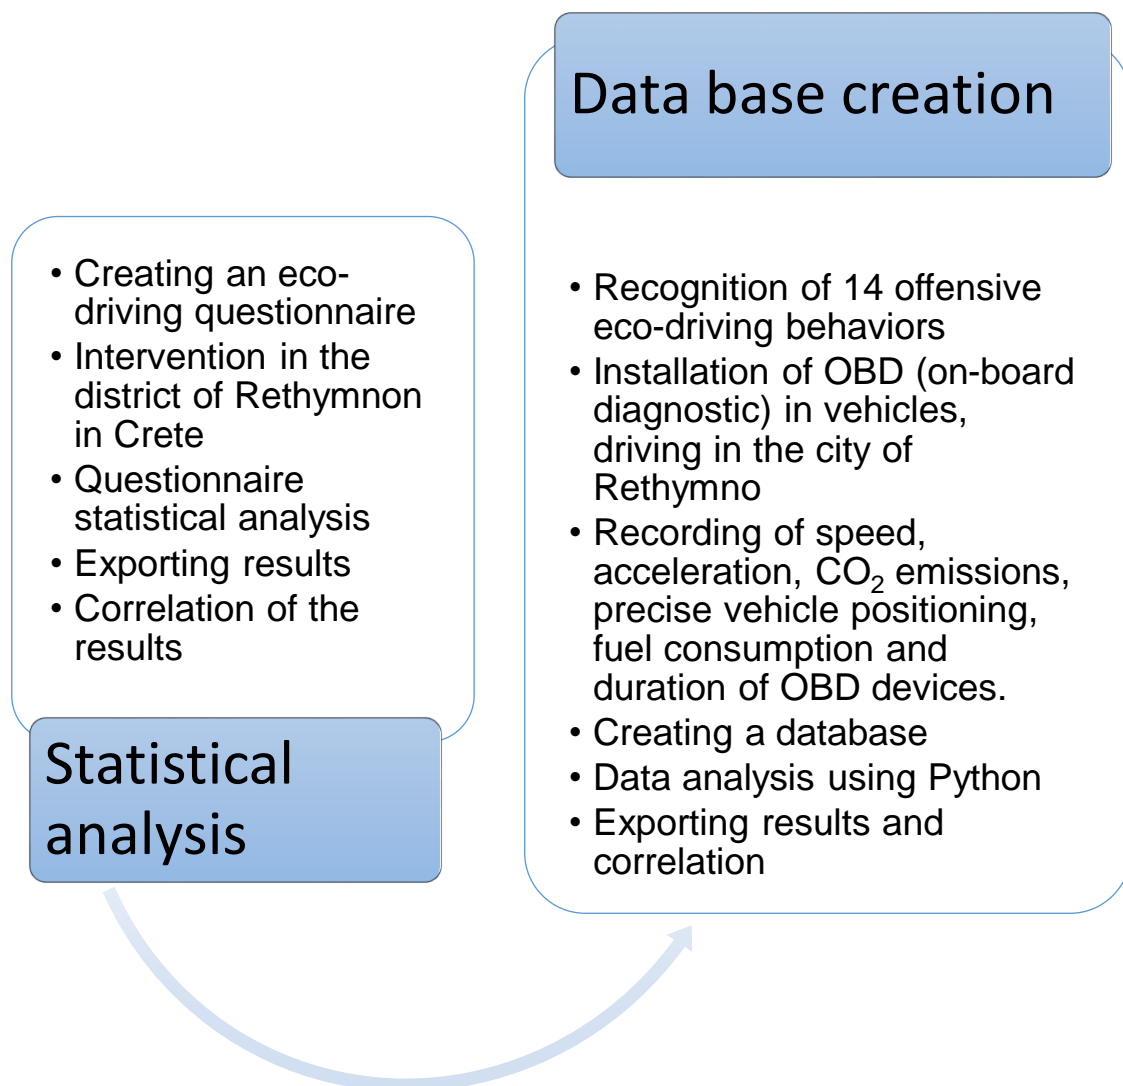 Data base creation
• Creating an eco-
driving questionnaire
• Intervention in the
district of Rethymnon
in Crete
• Questionnaire
statistical analysis
• Exporting results
• Correlation of the
results
Statistical
analysis
• Recognition of 14 offensive
eco-driving behaviors
• Installation of OBD (on-board
diagnostic) in vehicles,
driving in the city of
Rethymno
• Recording of speed,
acceleration, CO₂ emissions,
precise vehicle positioning,
fuel consumption and
duration of OBD devices.
• Creating a database
• Data analysis using Python
• Exporting results and
correlation